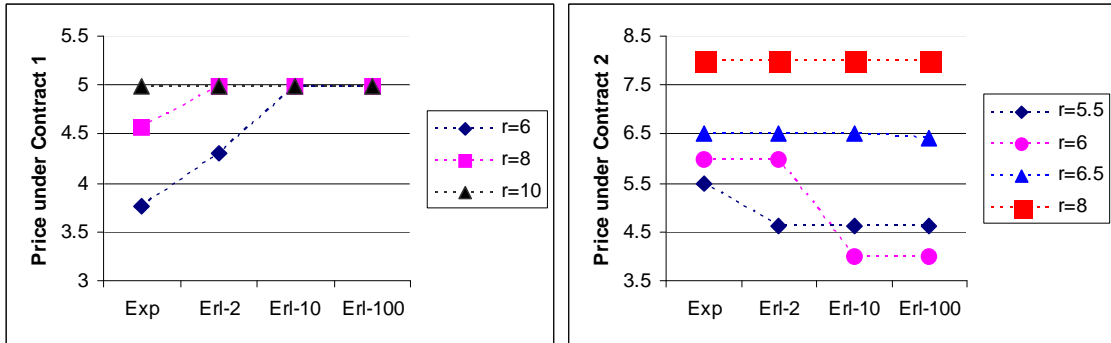 Price under Contract 1
5.5
5
4.5
4
3.5
3
Exp Erl-2 Erl-10 Erl-100
r=6
r=8
r=10
Price under Contract 2
8.5
7.5
6.5
5.5
4.5
3.5
Exp Erl-2 Erl-10 Erl-100
r=5.5
r=6
r=6.5
r=8